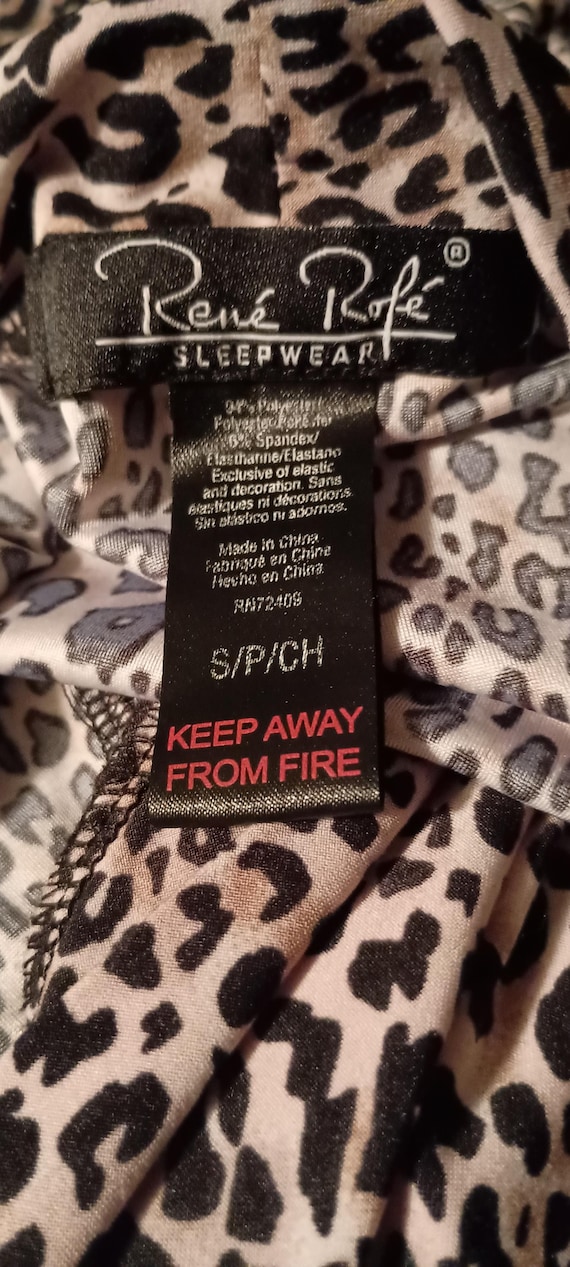 René Rofé®
SLEEPWEAR
94% Polyester/
Polyester/Poliéster
6% Spandex/
Elasthanne/Elastano
Exclusive of elastic
and decoration. Sans
élastiques ni décorations.
Sin elástico ni adornos.
Made in China
Fabriqué en Chine
Hecho en China
RN72409
S/P/CH
KEEP AWAY
FROM FIRE